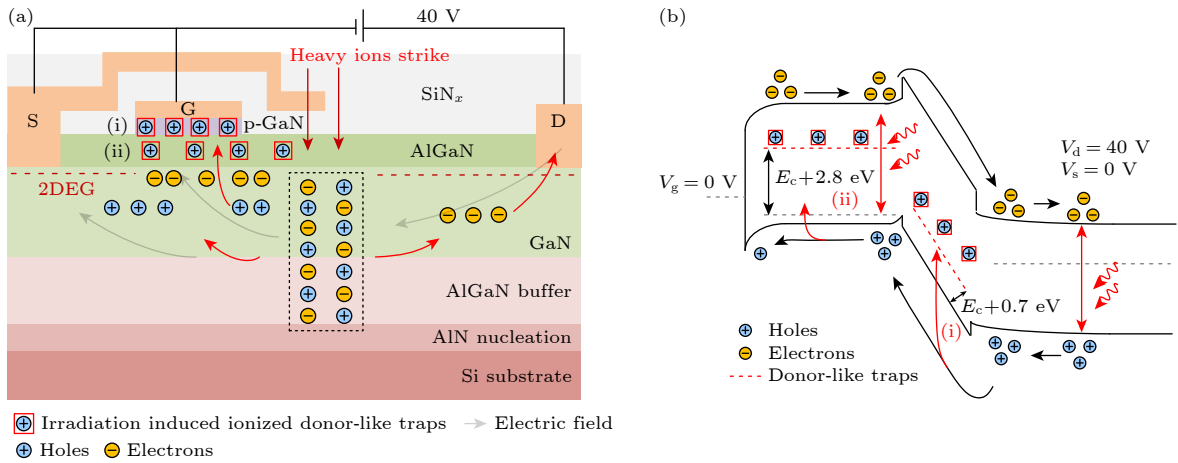 (a)
40 V
Heavy ions strike
SiNx
S
G
D
(i)
p-GaN
(ii)
AlGaN
2DEG
GaN
AlGaN buffer
AlN nucleation
Si substrate
Irradiation induced ionized donor-like traps
Electric field
Holes
Electrons
(b)
Vd = 40 V
Vs = 0 V
Vg = 0 V
Ec+2.8 eV
(ii)
Ec+0.7 eV
(i)
Holes
Electrons
Donor-like traps